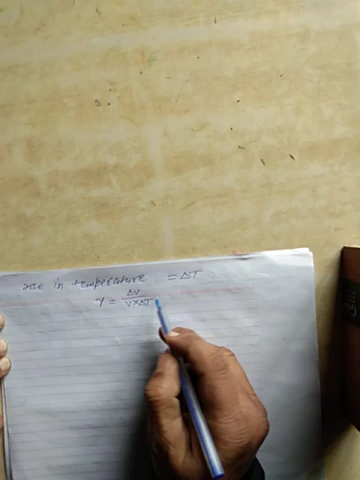 rise in temperature = ΔT
γ = ΔV / V×ΔT